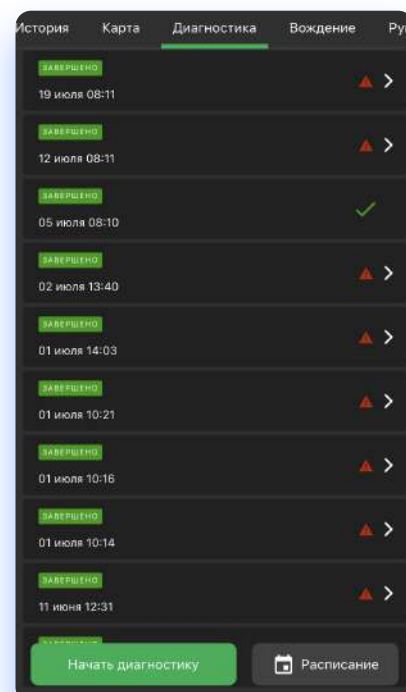 История Карта Диагностика Вождение Ру
ЗАВЕРШЕНО
19 июля 08:11
ЗАВЕРШЕНО
12 июля 08:11
ЗАВЕРШЕНО
05 июля 08:10
ЗАВЕРШЕНО
02 июля 13:40
ЗАВЕРШЕНО
01 июля 14:03
ЗАВЕРШЕНО
01 июля 10:21
ЗАВЕРШЕНО
01 июля 10:16
ЗАВЕРШЕНО
01 июля 10:14
ЗАВЕРШЕНО
11 июня 12:31
Начать диагностику Расписание